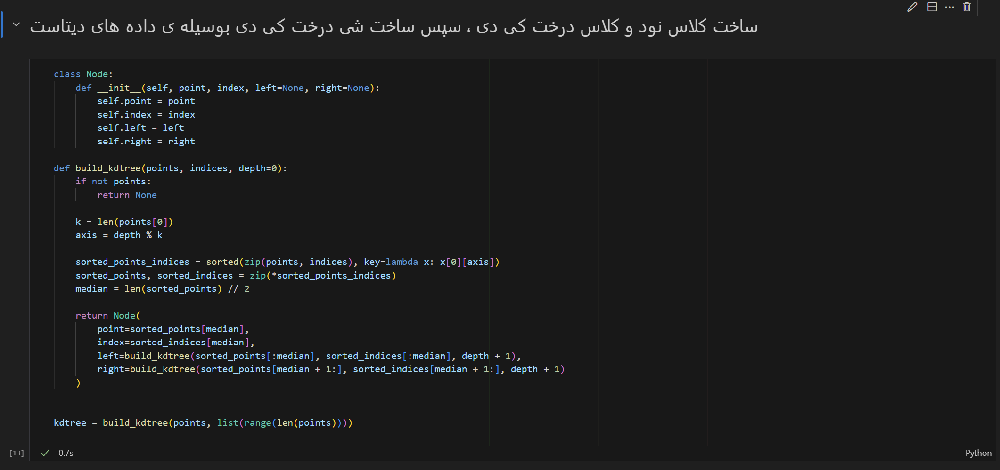 ساخت کلاس نود و کلاس درخت کی دی ، سپس ساخت شی درخت کی دی بوسیله ی داده های دیتاست
class Node:
    def __init__(self, point, index, left=None, right=None):
        self.point = point
        self.index = index
        self.left = left
        self.right = right
def build_kdtree(points, indices, depth=0):
    if not points:
        return None
    k = len(points[0])
    axis = depth % k
    sorted_points_indices = sorted(zip(points, indices), key=lambda x: x[0][axis])
    sorted_points, sorted_indices = zip(*sorted_points_indices)
    median = len(sorted_points) // 2
    return Node(
        point=sorted_points[median],
        index=sorted_indices[median],
        left=build_kdtree(sorted_points[:median], sorted_indices[:median], depth + 1),
        right=build_kdtree(sorted_points[median + 1:], sorted_indices[median + 1:], depth + 1)
    )
kdtree = build_kdtree(points, list(range(len(points))))
[13] 0.7s Python